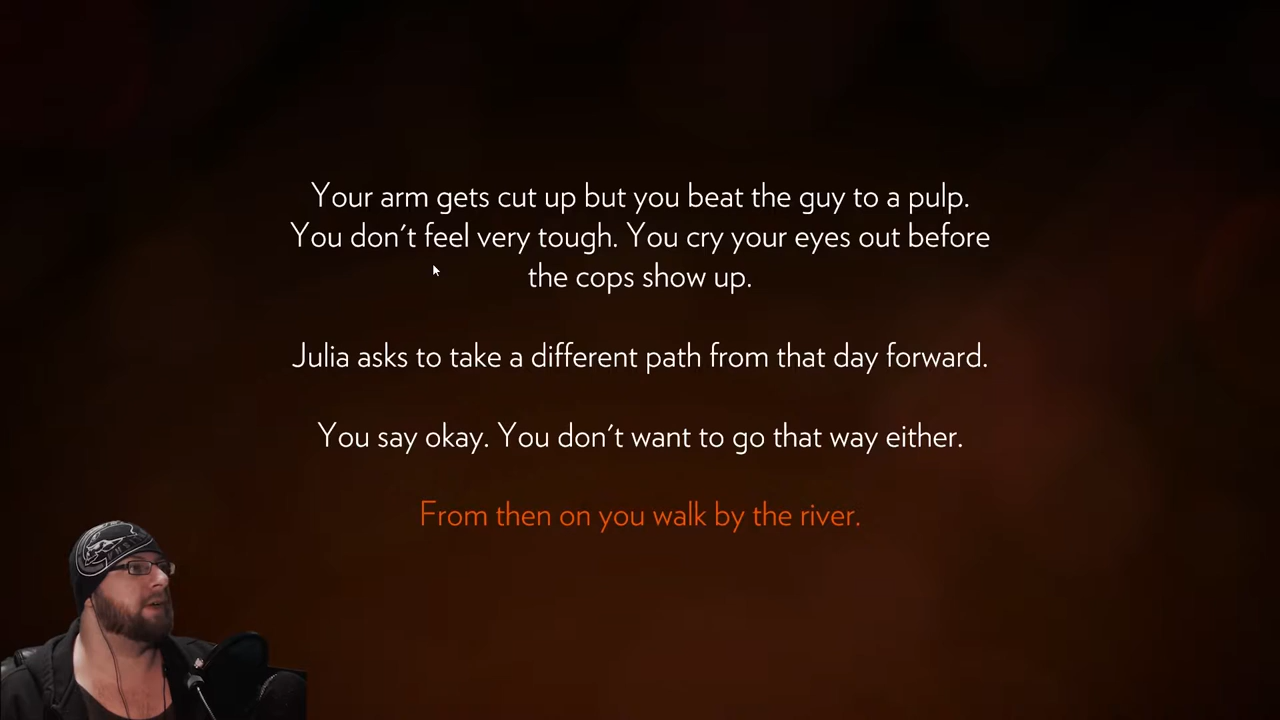 Your arm gets cut up but you beat the guy to a pulp.
You don't feel very tough. You cry your eyes out before
the cops show up.
Julia asks to take a different path from that day forward.
You say okay. You don't want to go that way either.
From then on you walk by the river.